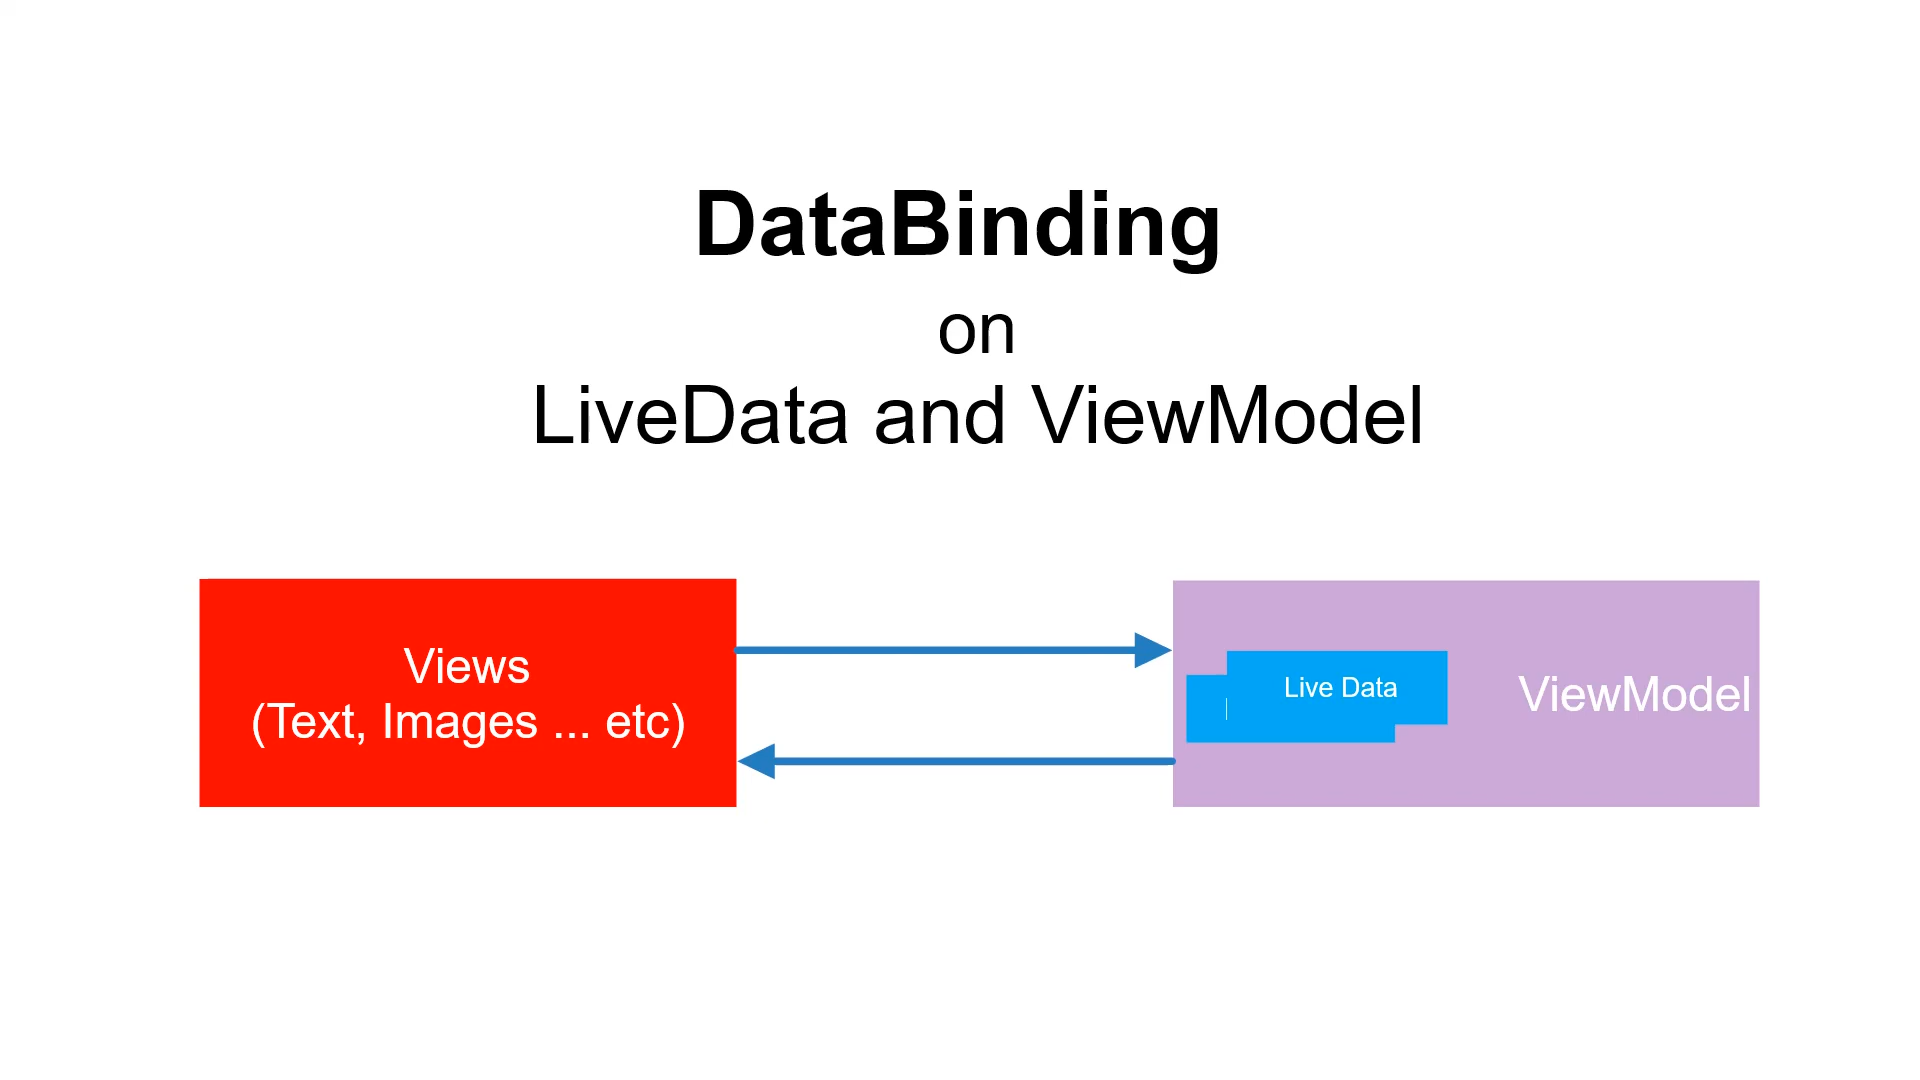 DataBinding
on
LiveData and ViewModel
Views
(Text, Images ... etc)
Live Data
ViewModel